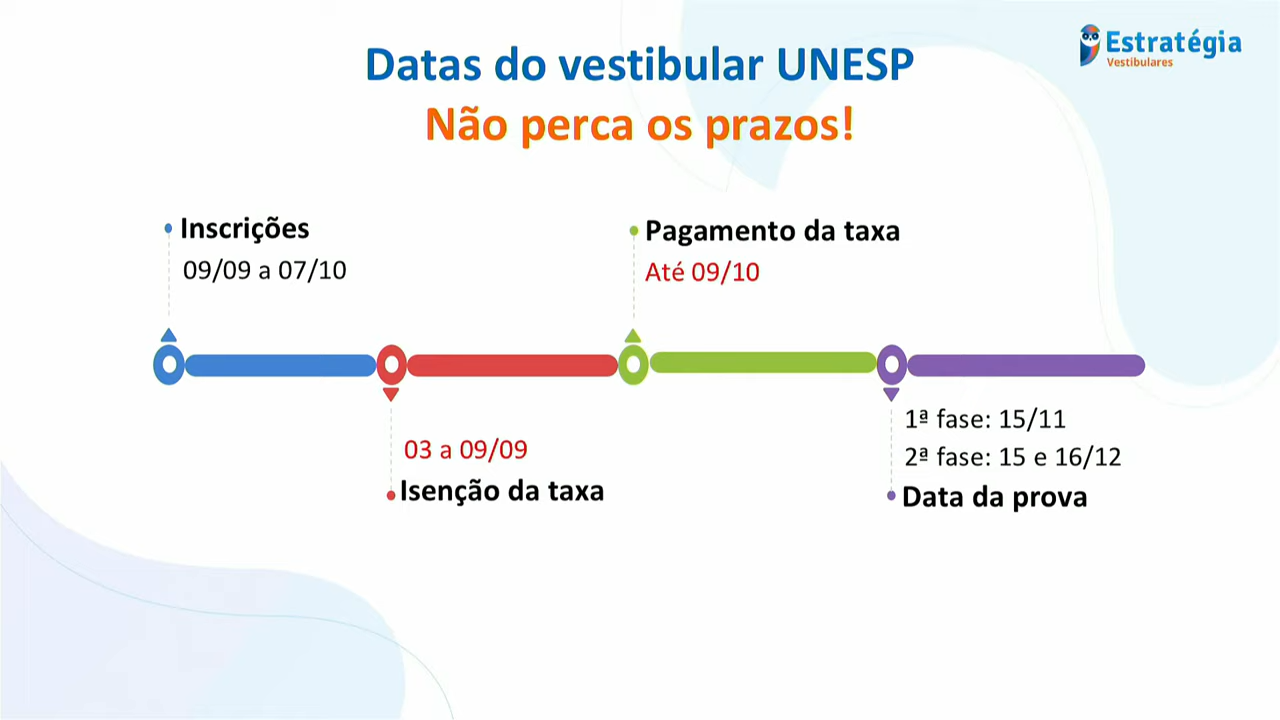 Datas do vestibular UNESP
Não perca os prazos!
Estratégia
Vestibulares
Inscrições
09/09 a 07/10
Pagamento da taxa
Até 09/10
03 a 09/09
Isenção da taxa
1ª fase: 15/11
2ª fase: 15 e 16/12
Data da prova